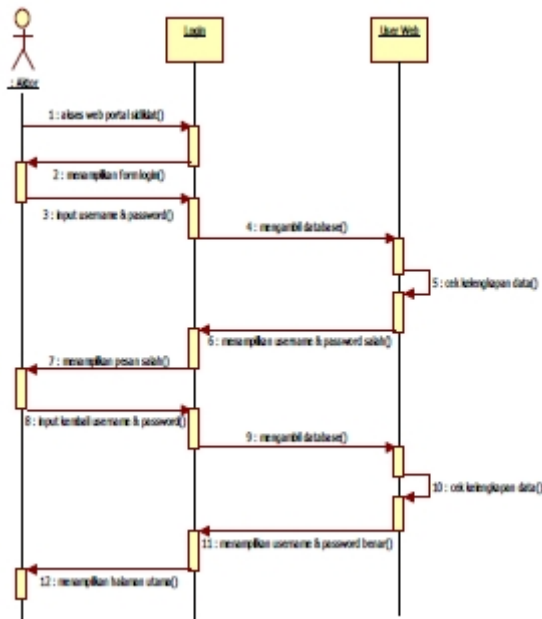 Login
User Web
: Aktor
1 : akses web portal sidiklat()
2 : menampilkan form login()
3 : input username & password()
4 : mengambil database()
5 : cek kelengkapan data()
6 : menampilkan username & password salah()
7 : menampilkan pesan salah()
8 : input kembali username & password()
9 : mengambil database()
10 : cek kelengkapan data()
11 : menampilkan username & password benar()
12 : menampilkan halaman utama()